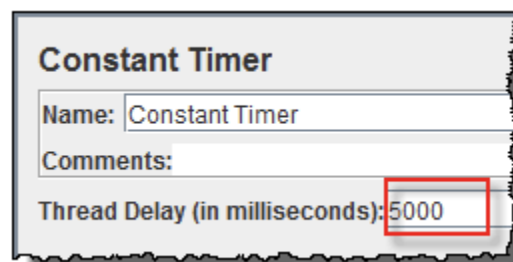 Constant Timer
Name: Constant Timer
Comments:
Thread Delay (in milliseconds): 5000